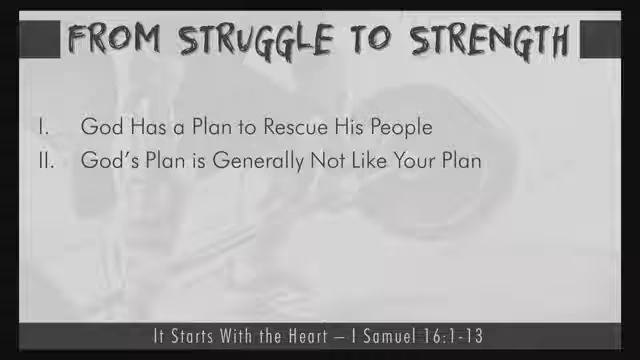 FROM STRUGGLE TO STRENGTH
I. God Has a Plan to Rescue His People
II. God's Plan is Generally Not Like Your Plan
It Starts With the Heart – I Samuel 16:1-13